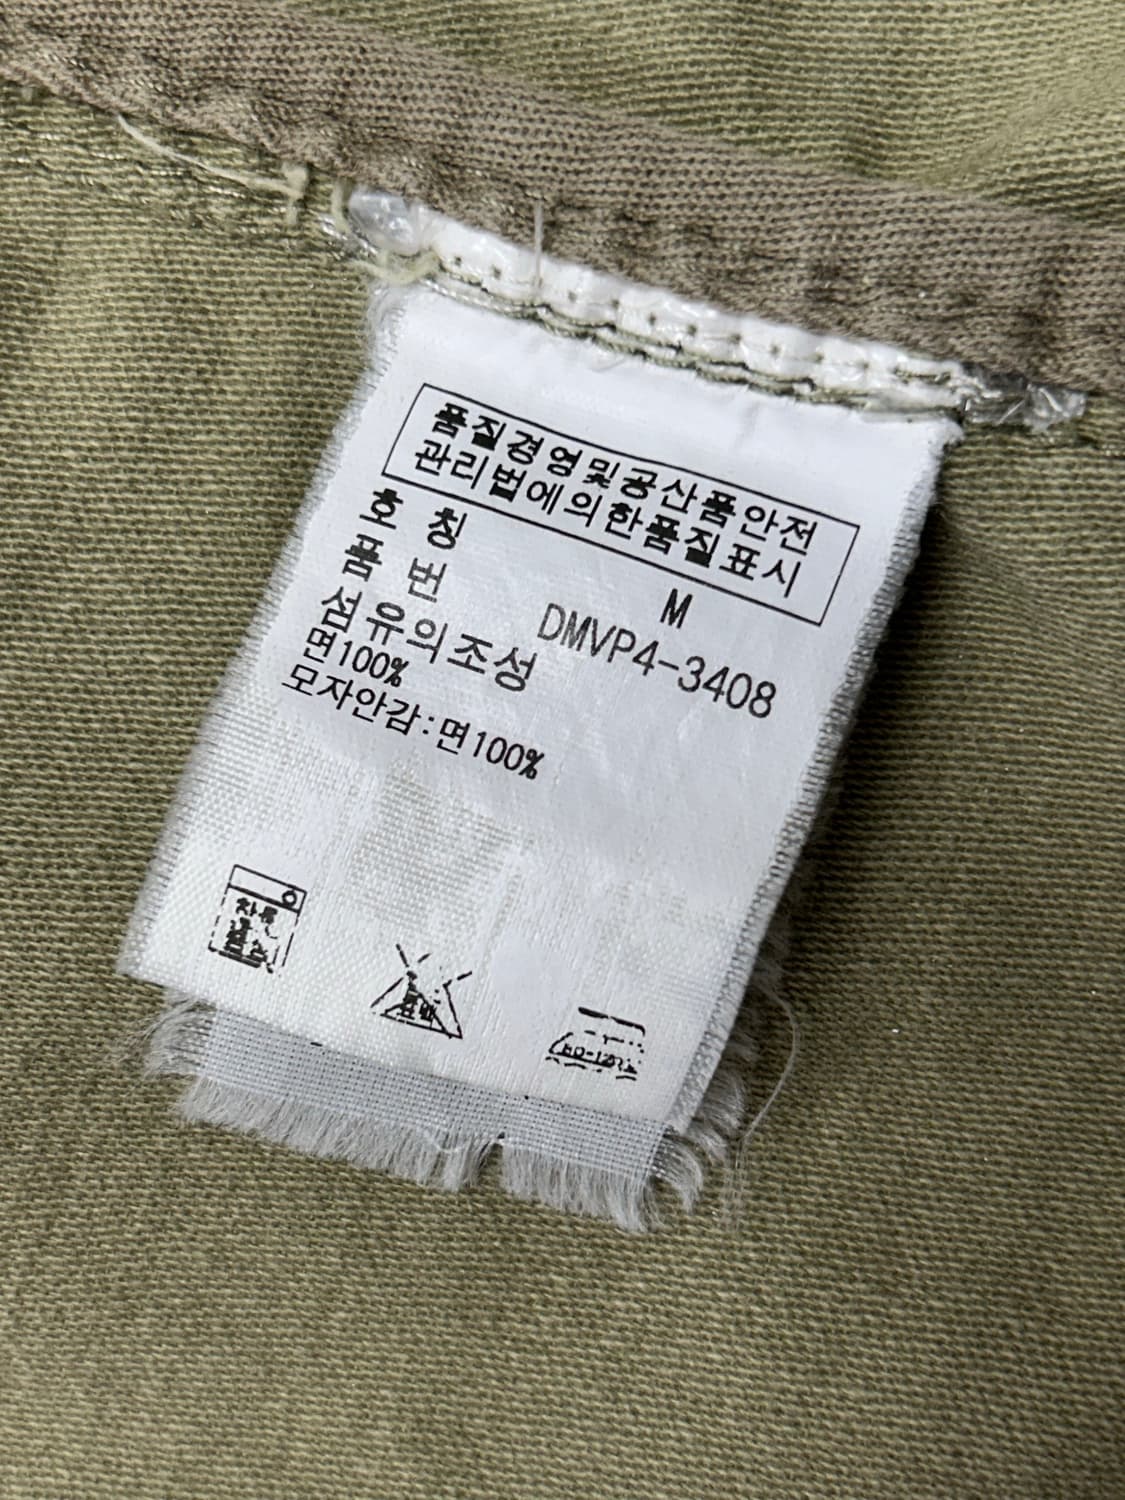 품질경영및공산품안전
관리법에의한품질표시
호 칭 M
품 번 DMVP4-3408
섬유의조성
면100%
모자안감:면100%